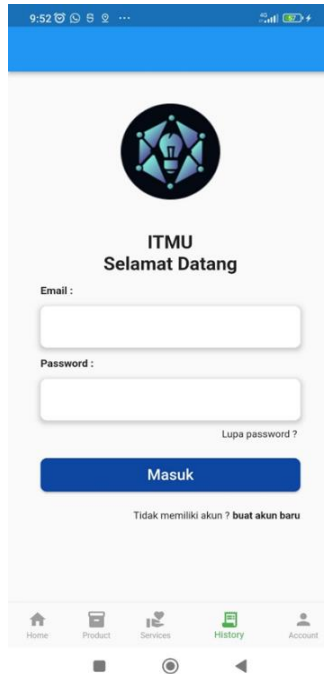 9:52
4G
ITMU
Selamat Datang
Email :
Password :
Lupa password ?
Masuk
Tidak memiliki akun ? buat akun baru
Home Product Services History Account